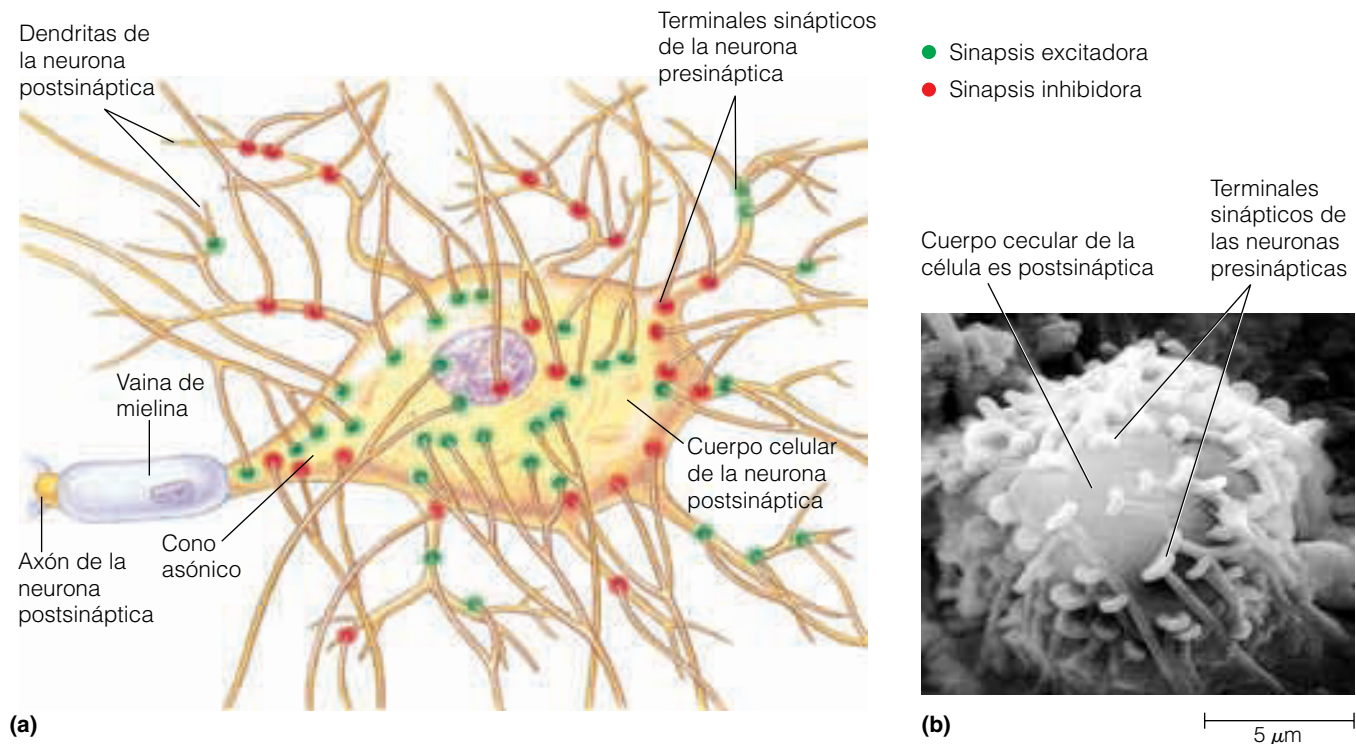 Dendritas de
la neurona
postsináptica
Terminales sinápticos
de la neurona
presináptica
Sinapsis excitadora
Sinapsis inhibidora
Vaina de
mielina
Axón de la
neurona
postsináptica
Cono
asónico
Cuerpo celular
de la neurona
postsináptica
(a)
Cuerpo cecular de la
célula es postsináptica
Terminales
sinápticos de
las neuronas
presinápticas
(b)
5 μm